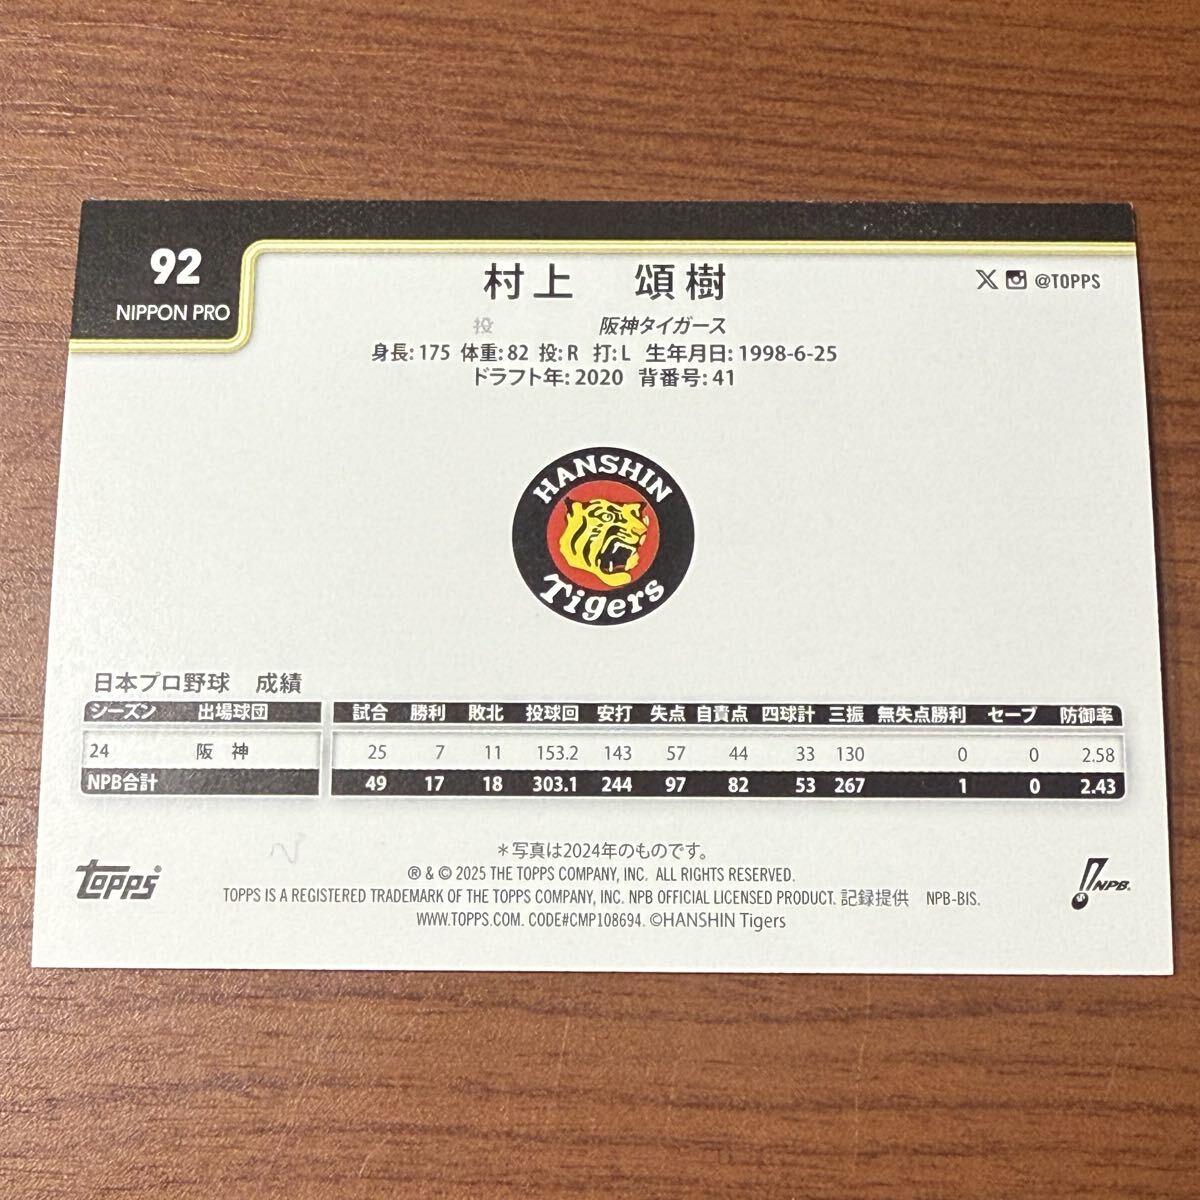 92
NIPPON PRO
村上 頌樹
@TOPPS
投 阪神タイガース
身長: 175 体重: 82 投: R 打: L 生年月日: 1998-6-25
ドラフト年: 2020 背番号: 41
HANSHIN
Tigers
日本プロ野球 成績
シーズン 出場球団 試合 勝利 敗北 投球回 安打 失点 自責点 四球計 三振 無失点勝利 セーブ 防御率
24 阪神 25 7 11 153.2 143 57 44 33 130 0 0 2.58
NPB合計 49 17 18 303.1 244 97 82 53 267 1 0 2.43
＊写真は2024年のものです。
® & © 2025 THE TOPPS COMPANY, INC. ALL RIGHTS RESERVED.
TOPPS IS A REGISTERED TRADEMARK OF THE TOPPS COMPANY, INC. NPB OFFICIAL LICENSED PRODUCT. 記録提供 NPB-BIS.
WWW.TOPPS.COM. CODE#CMP108694. ©HANSHIN Tigers
TOPPS®
NPB®